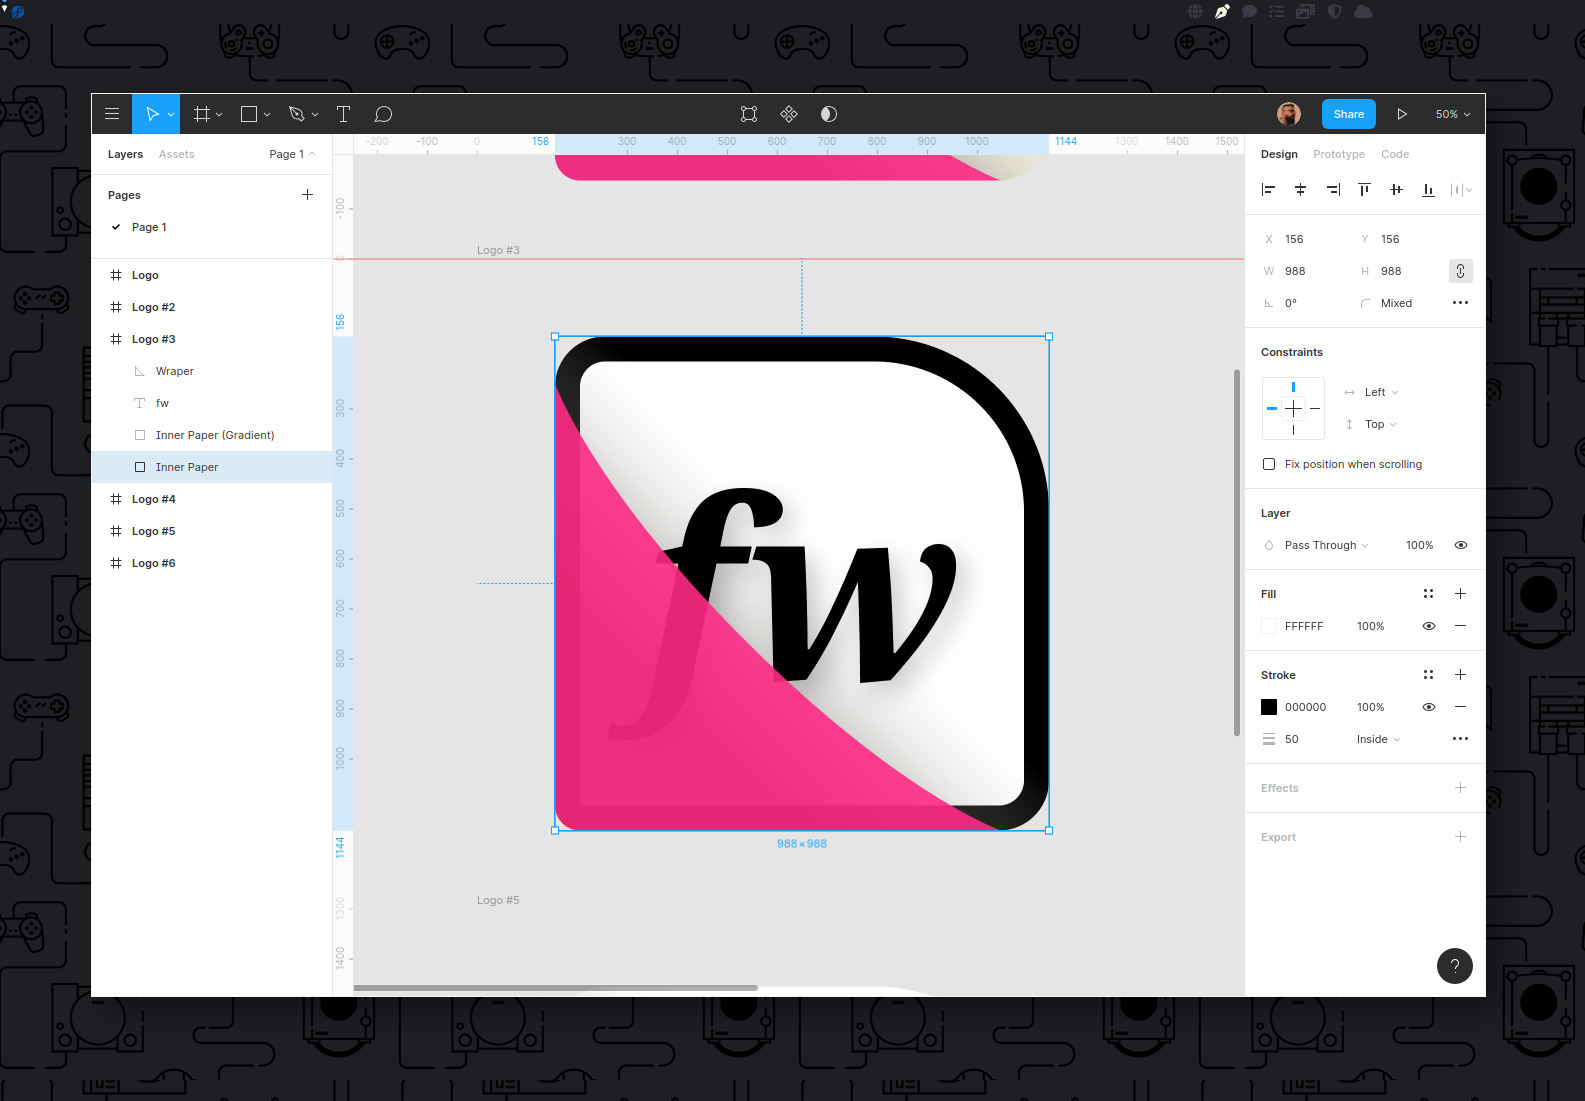 Share
50%
Layers
Assets
Page 1
Pages
Page 1
Logo
Logo #2
Logo #3
Wraper
fw
Inner Paper (Gradient)
Inner Paper
Logo #4
Logo #5
Logo #6
-200
-100
0
156
300
400
500
600
700
800
900
1000
1144
1300
1400
1500
-100
0
156
300
400
500
600
700
800
900
1000
1144
1300
1400
Logo #3
fw
988 × 988
Logo #5
Design
Prototype
Code
X 156 Y 156
W 988 H 988
0° Mixed
Constraints
Left
Top
Fix position when scrolling
Layer
Pass Through 100%
Fill
FFFFFF 100%
Stroke
000000 100%
50 Inside
Effects
Export
?